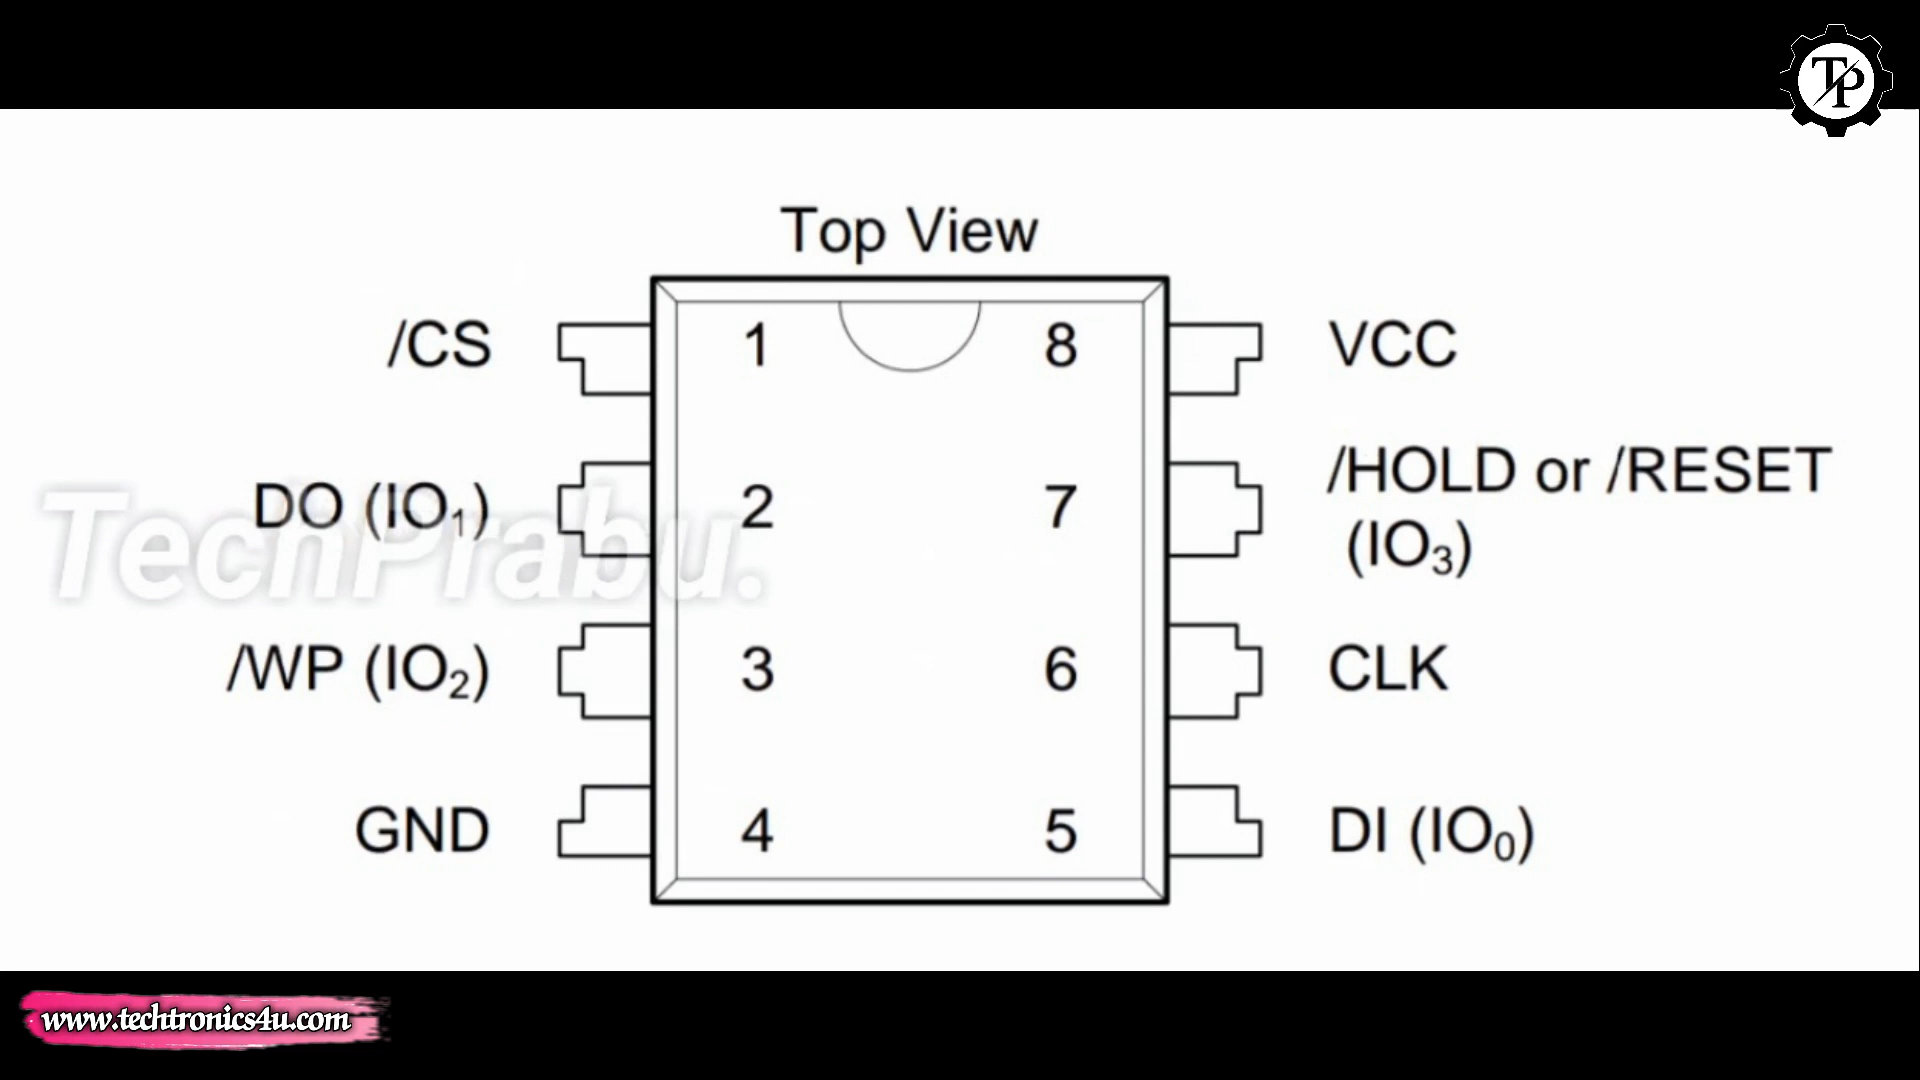 TP
Top View
/CS 1 8 VCC
DO (IO₁) 2 7 /HOLD or /RESET
(IO₃)
TechPrabu.
/WP (IO₂) 3 6 CLK
GND 4 5 DI (IO₀)
www.techtronics4u.com